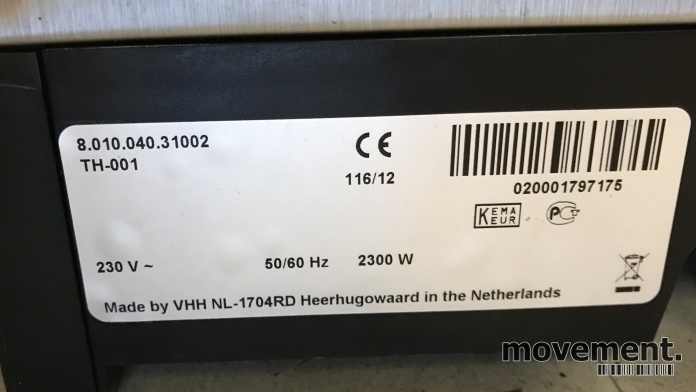 8.010.040.31002
TH-001
CE
116/12
020001797175
KEMA
KEUR
PC
230 V ~
50/60 Hz
2300 W
Made by VHH NL-1704RD Heerhugowaard in the Netherlands
movement.